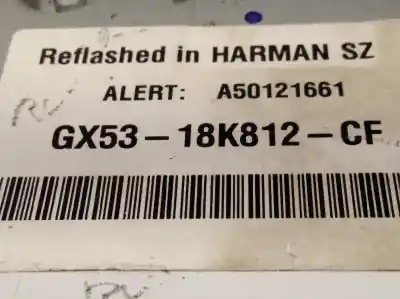 Reflashed in HARMAN SZ
ALERT: A50121661
GX53-18K812-CF